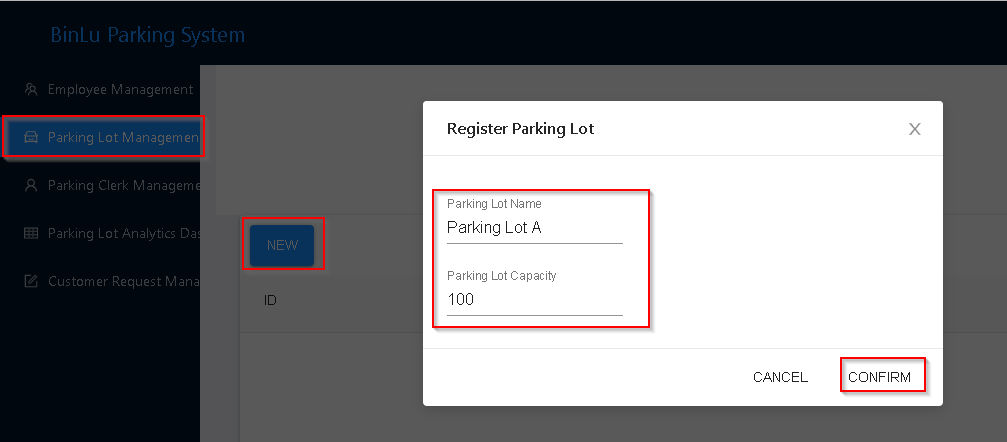 BinLu Parking System
Employee Management
Parking Lot Managemen
Parking Clerk Manageme
Parking Lot Analytics Das
Customer Request Mana
NEW
ID
Register Parking Lot
Parking Lot Name
Parking Lot A
Parking Lot Capacity
100
CANCEL
CONFIRM